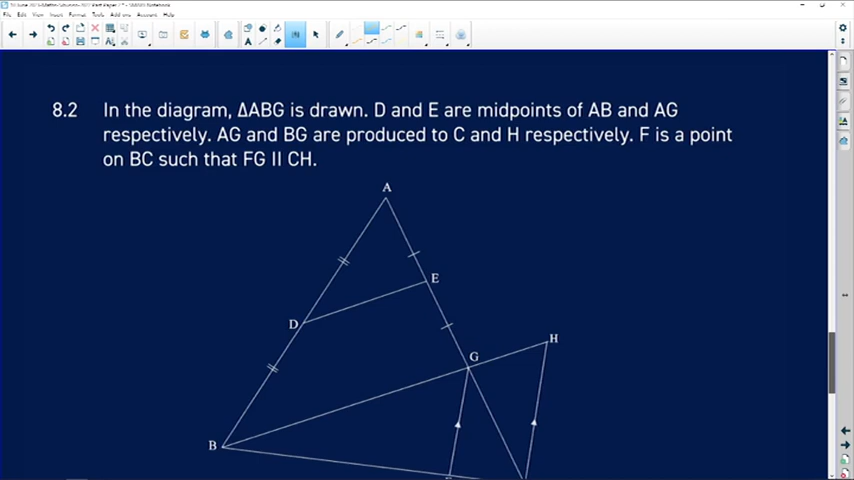 File Edit View Insert Format Tools Add-ons Account Help
8.2 In the diagram, ΔABG is drawn. D and E are midpoints of AB and AG
respectively. AG and BG are produced to C and H respectively. F is a point
on BC such that FG II CH.
A
E
D
H
G
B